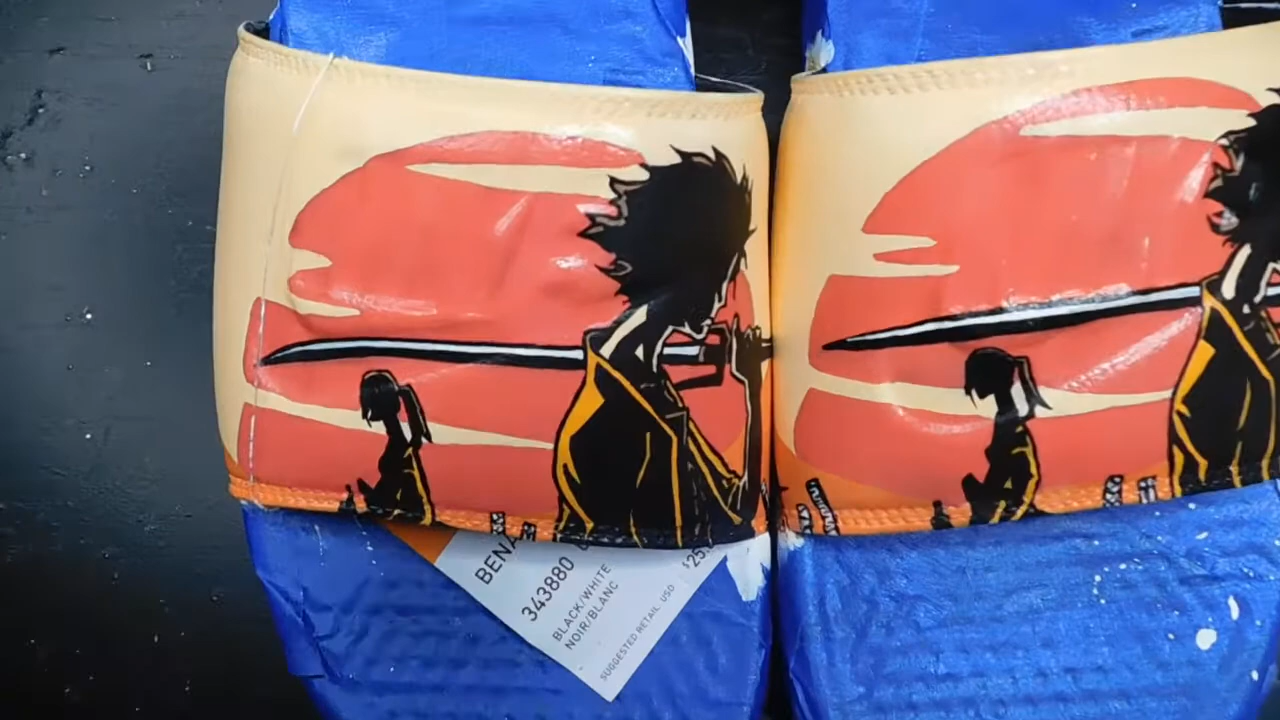 BENA
343880
BLACK/WHITE
NOIR/BLANC
SUGGESTED RETAIL USD $25